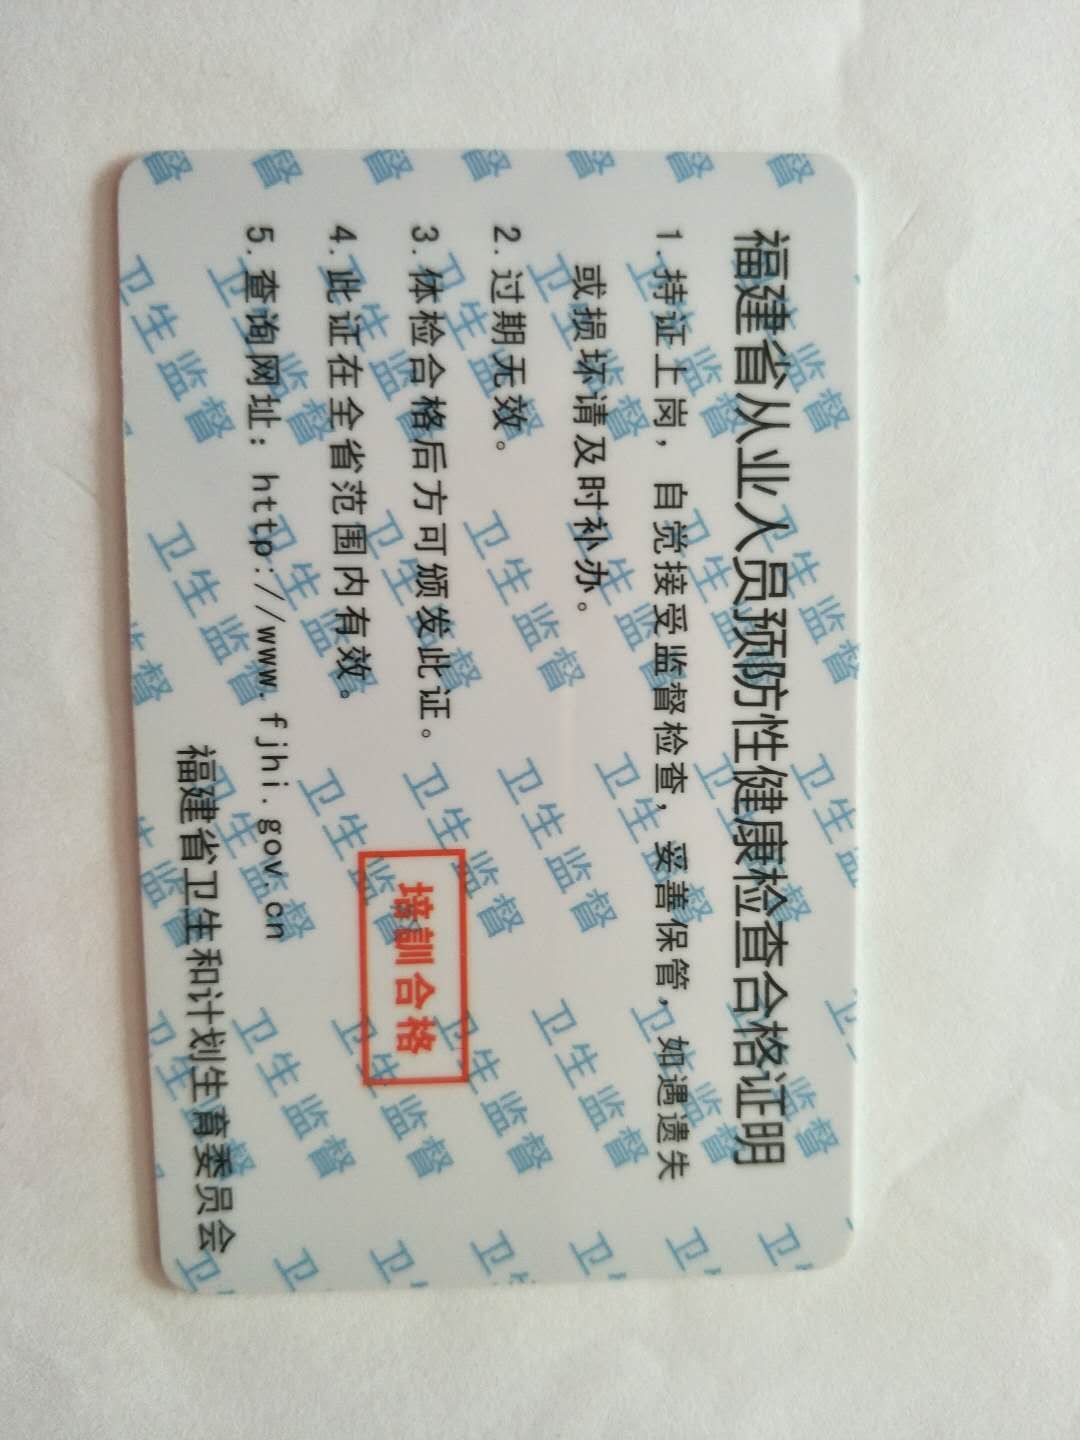 福建省从业人员预防性健康检查合格证明
1.持证上岗，自觉接受监督检查，妥善保管，如遇遗失
或损坏请及时补办。
2.过期无效。
3.体检合格后方可颁发此证。
4.此证在全省范围内有效。
5.查询网址：http://www.fjhi.gov.cn
培訓合格
福建省卫生和计划生育委员会
卫生监督